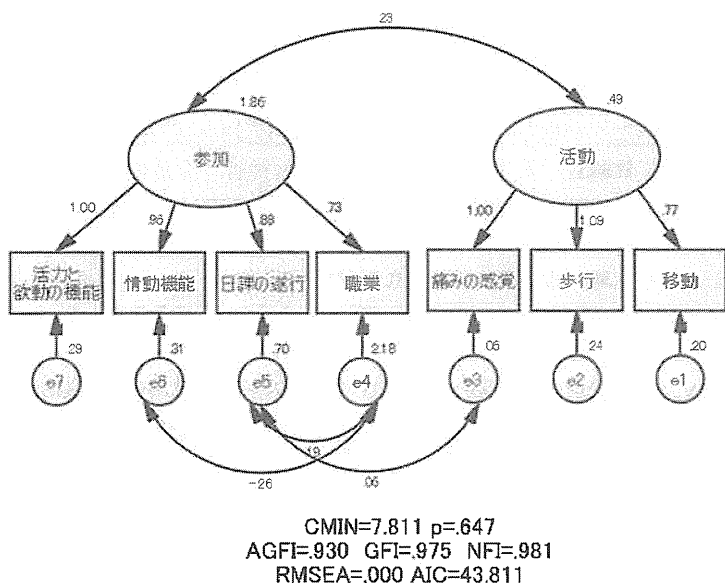 .23
1.86
.49
参加
活動
1.00
.96
.88
.73
1.00
1.09
.77
活力と
欲動の機能
情動機能
日課の遂行
職業
痛みの感覚
歩行
移動
.29
.31
.70
2.18
.06
.24
.20
e7
e6
e5
e4
e3
e2
e1
.19
-.26
.05
CMIN=7.811 p=.647
AGFI=.930 GFI=.975 NFI=.981
RMSEA=.000 AIC=43.811